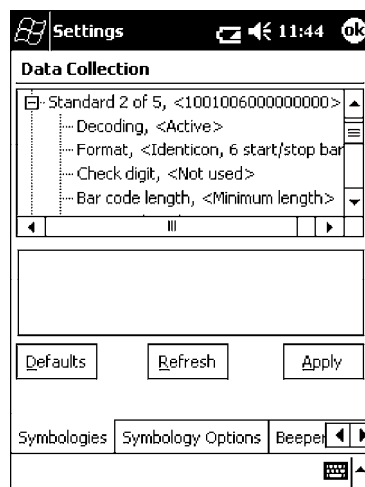 Settings 11:44 ok
Data Collection
Standard 2 of 5, <1001006000000000>
Decoding, <Active>
Format, <Identicon, 6 start/stop bar
Check digit, <Not used>
Bar code length, <Minimum length>
Defaults Refresh Apply
Symbologies Symbology Options Beeper